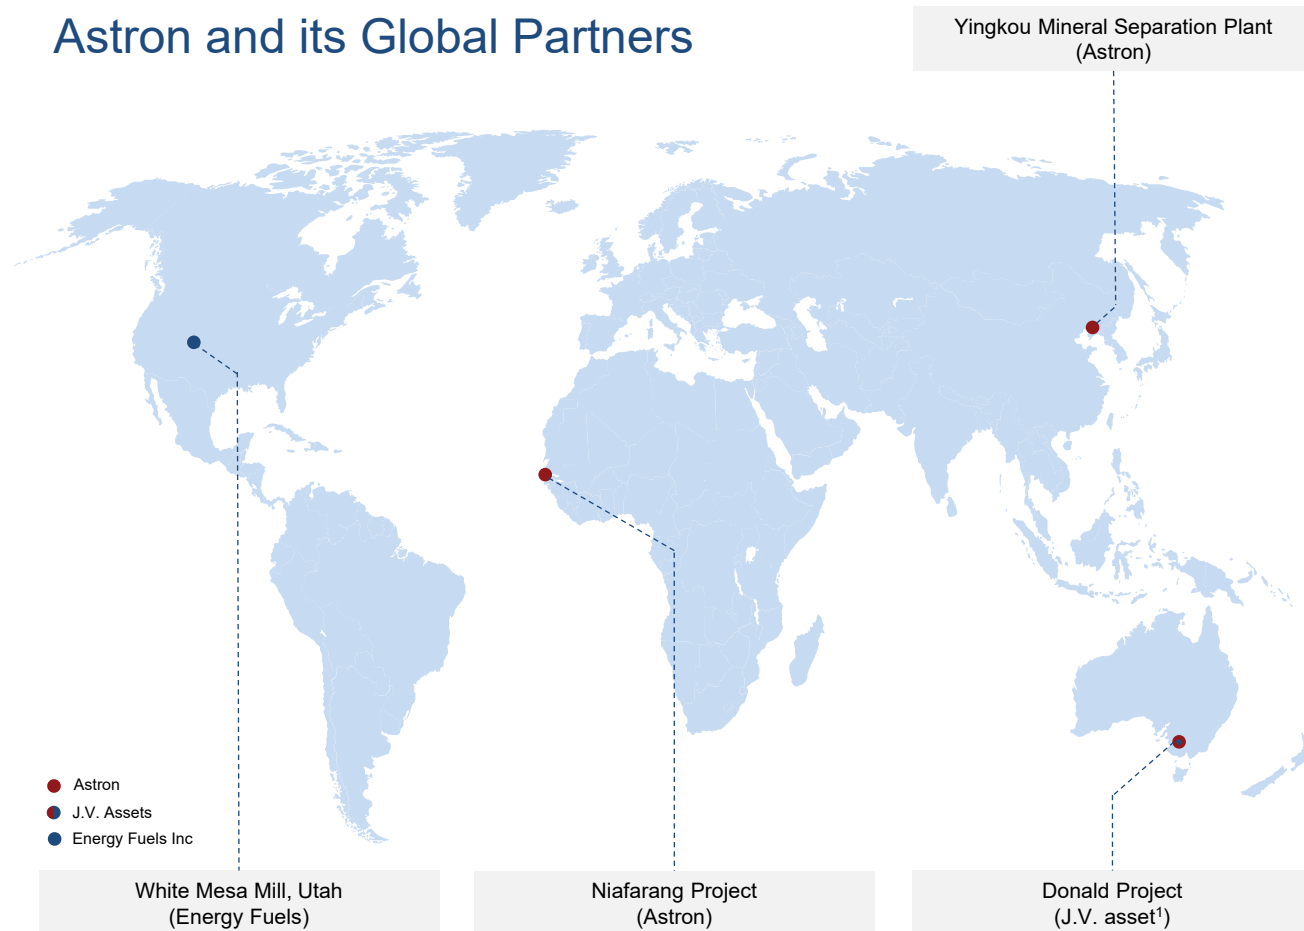 Astron and its Global Partners
Yingkou Mineral Separation Plant
(Astron)
Astron
J.V. Assets
Energy Fuels Inc
White Mesa Mill, Utah
(Energy Fuels)
Niafarang Project
(Astron)
Donald Project
(J.V. asset¹)